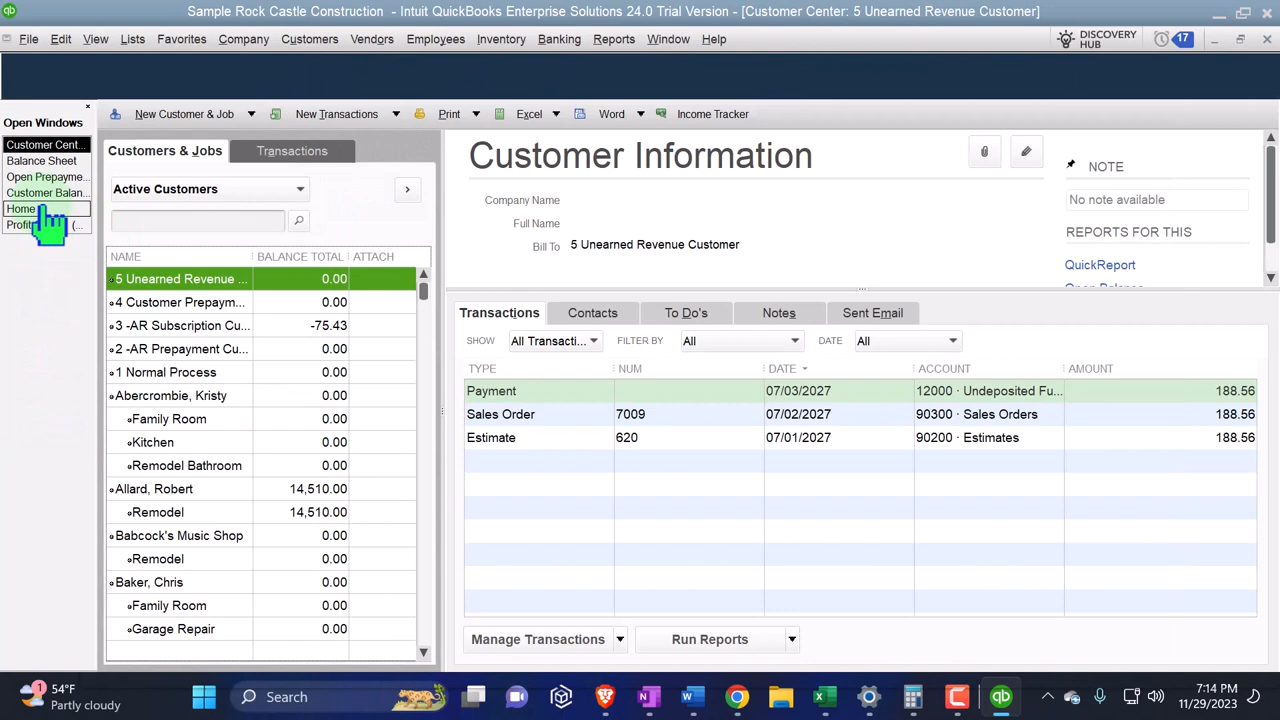 qb Sample Rock Castle Construction - Intuit QuickBooks Enterprise Solutions 24.0 Trial Version - [Customer Center: 5 Unearned Revenue Customer]
File Edit View Lists Favorites Company Customers Vendors Employees Inventory Banking Reports Window Help DISCOVERY HUB 17
Open Windows
Customer Cent...
Balance Sheet
Open Prepayme...
Customer Balan...
Home
Profit (...
New Customer & Job New Transactions Print Excel Word Income Tracker
Customers & Jobs Transactions
Active Customers
NAME BALANCE TOTAL ATTACH
5 Unearned Revenue ... 0.00
4 Customer Prepaym... 0.00
3 -AR Subscription Cu... -75.43
2 -AR Prepayment Cu... 0.00
1 Normal Process 0.00
Abercrombie, Kristy 0.00
Family Room 0.00
Kitchen 0.00
Remodel Bathroom 0.00
Allard, Robert 14,510.00
Remodel 14,510.00
Babcock's Music Shop 0.00
Remodel 0.00
Baker, Chris 0.00
Family Room 0.00
Garage Repair 0.00
Customer Information
Company Name
Full Name
Bill To 5 Unearned Revenue Customer
NOTE
No note available
REPORTS FOR THIS
QuickReport
Open Balance
Transactions Contacts To Do's Notes Sent Email
SHOW All Transacti... FILTER BY All DATE All
TYPE NUM DATE ACCOUNT AMOUNT
Payment 07/03/2027 12000 · Undeposited Fu... 188.56
Sales Order 7009 07/02/2027 90300 · Sales Orders 188.56
Estimate 620 07/01/2027 90200 · Estimates 188.56
Manage Transactions Run Reports
1 54°F
Partly cloudy
Search
7:14 PM
11/29/2023